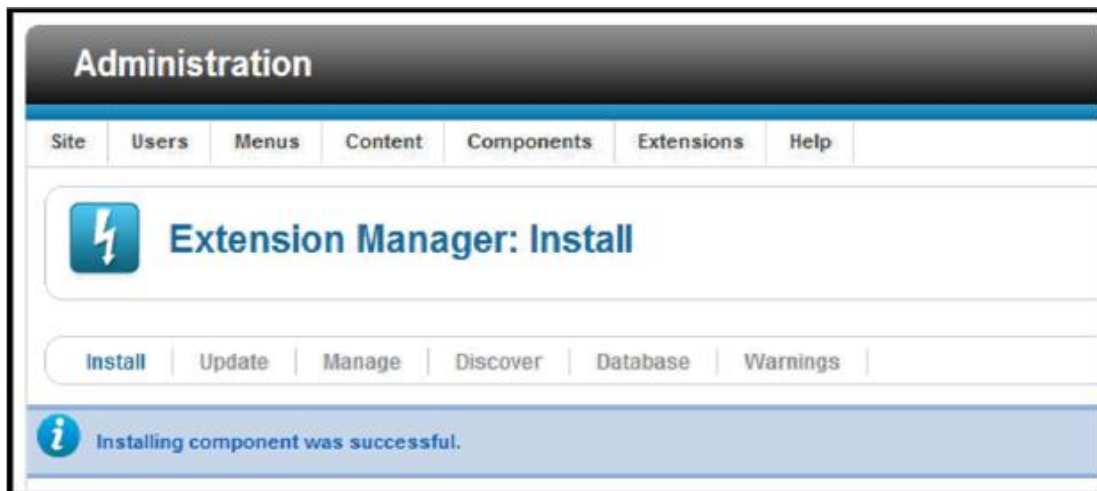 Administration
Site Users Menus Content Components Extensions Help
Extension Manager: Install
Install Update Manage Discover Database Warnings
Installing component was successful.